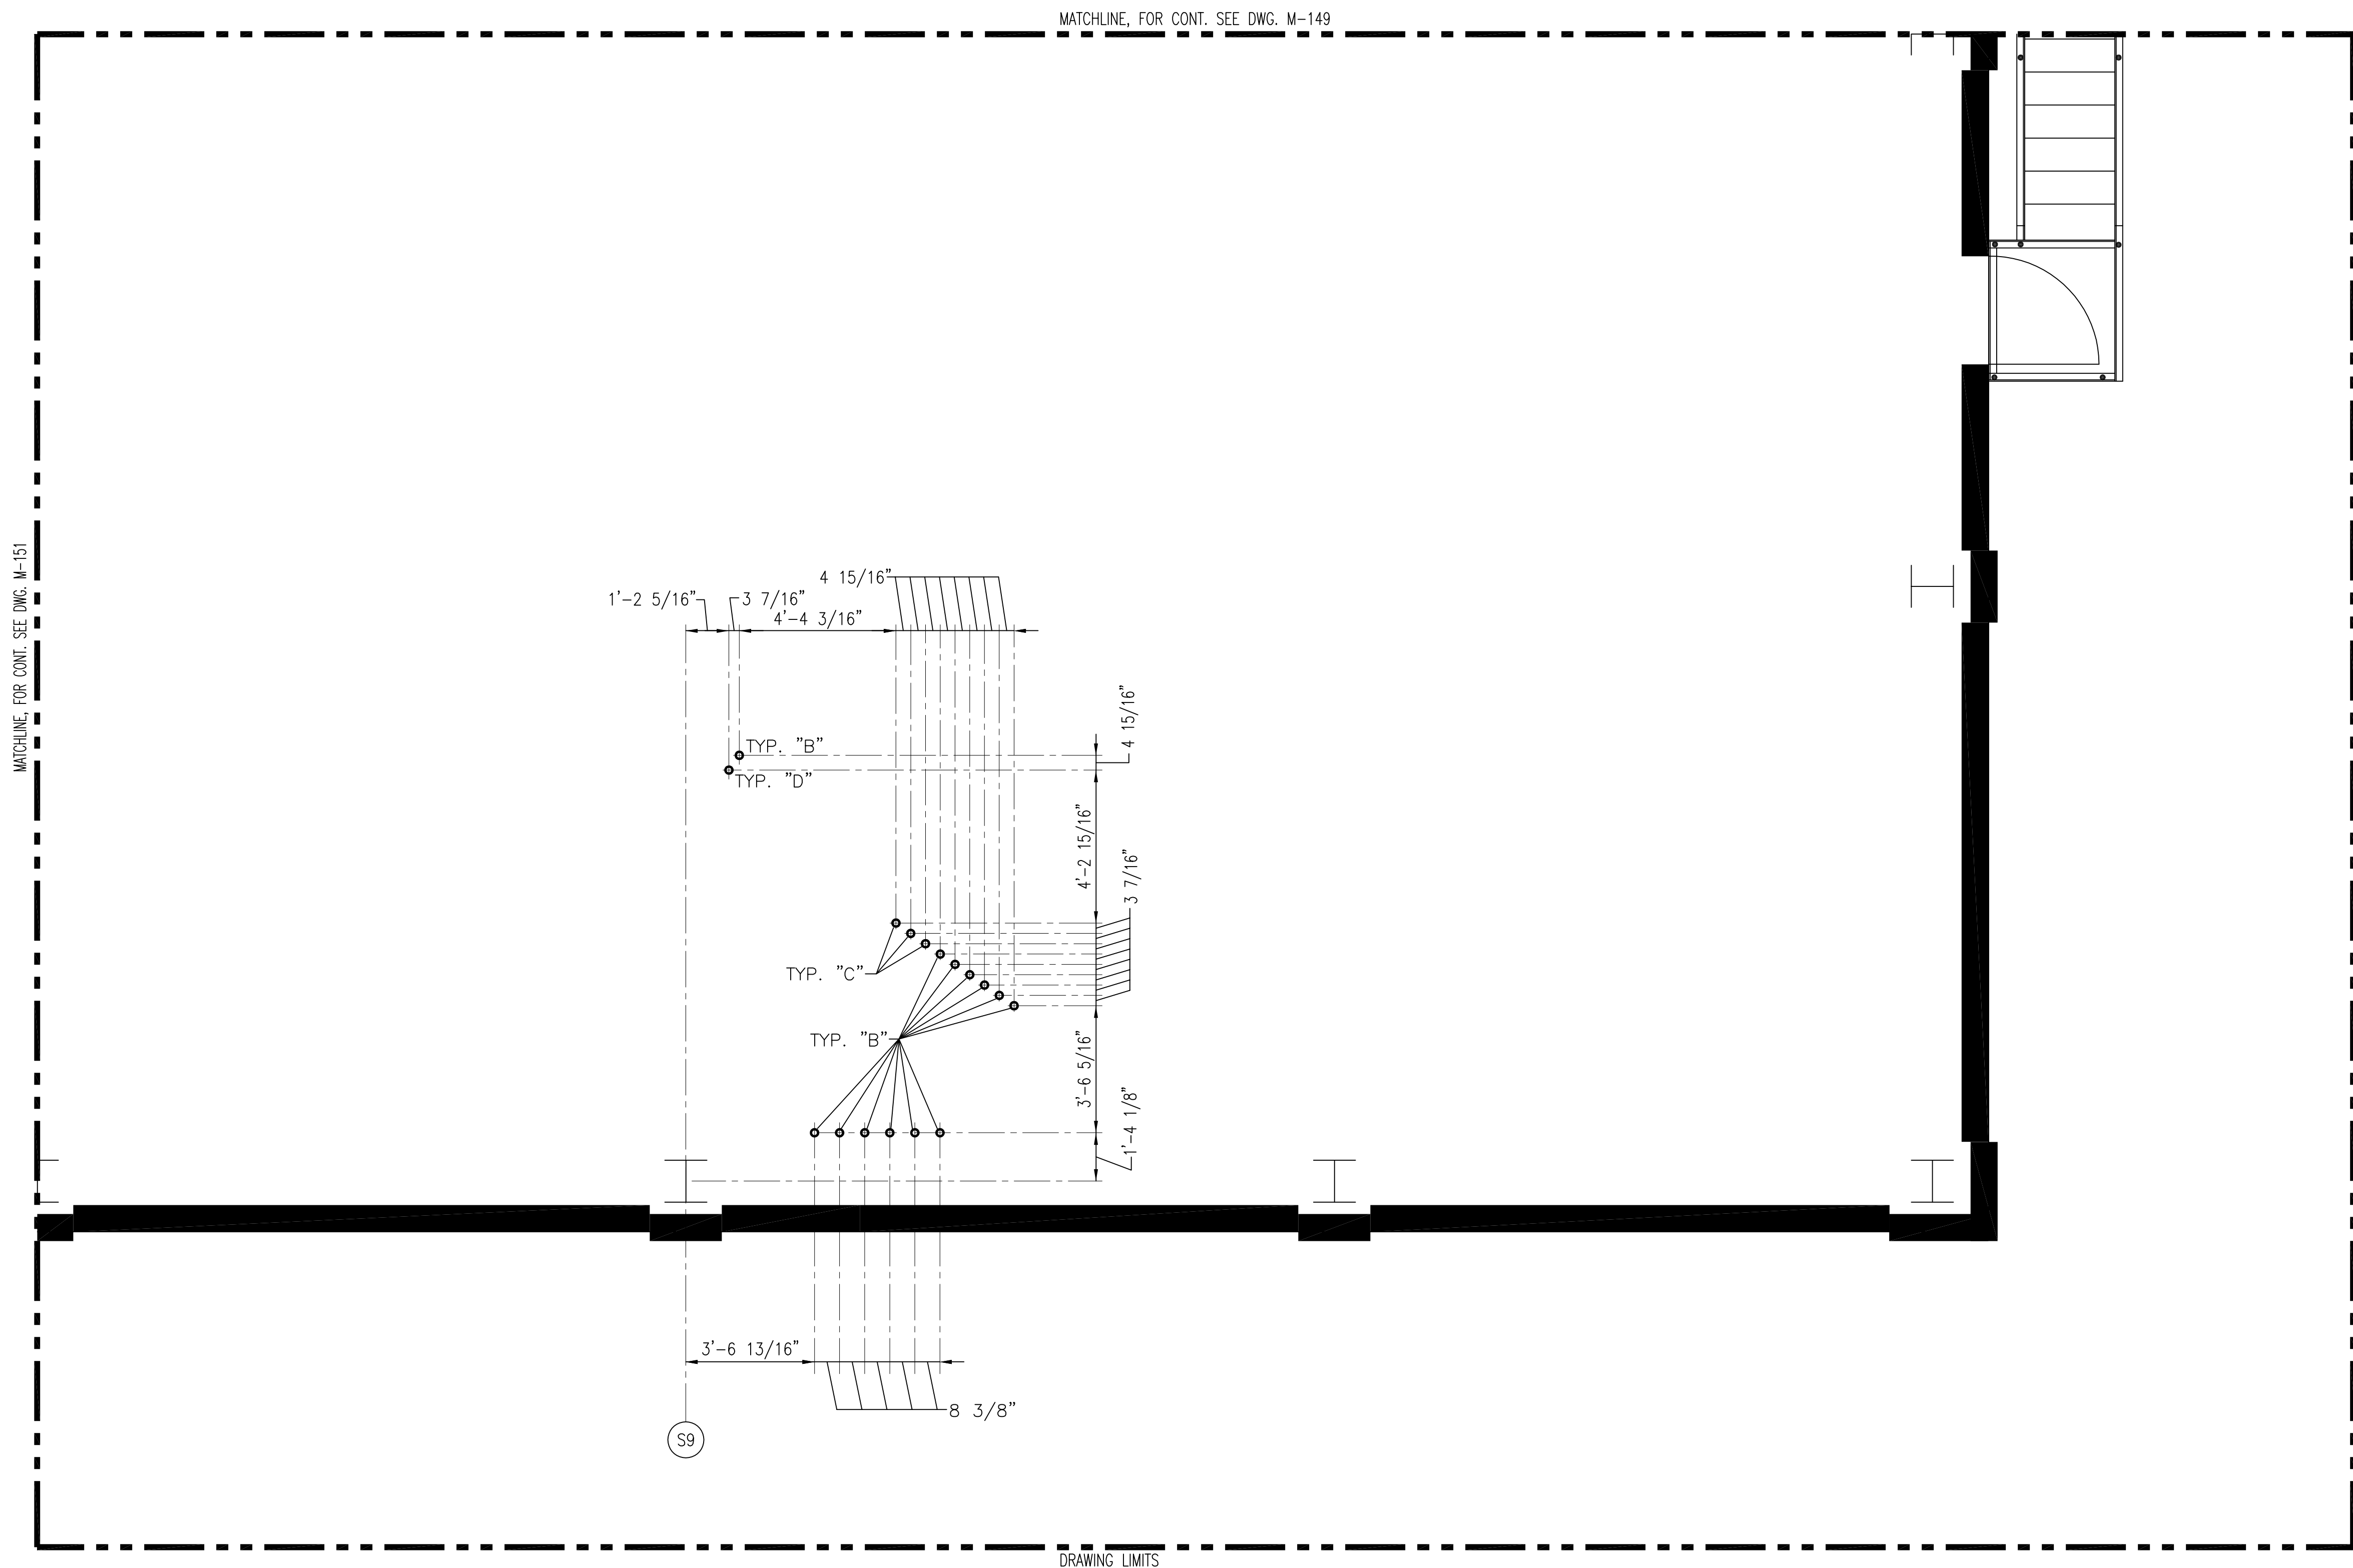 MATCHLINE, FOR CONT. SEE DWG. M-149
MATCHLINE, FOR CONT. SEE DWG. M-151
4 15/16"
1'-2 5/16"
3 7/16"
4'-4 3/16"
4 15/16"
TYP. "B"
TYP. "D"
4'-2 15/16"
3 7/16"
TYP. "C"
TYP. "B"
3'-6 5/16"
1'-4 1/8"
3'-6 13/16"
8 3/8"
S9
DRAWING LIMITS